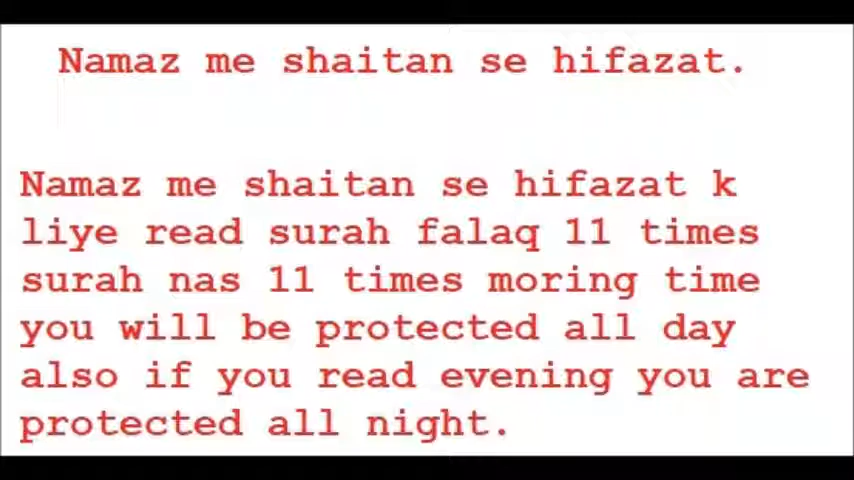 Namaz me shaitan se hifazat.
Namaz me shaitan se hifazat k
liye read surah falaq 11 times
surah nas 11 times moring time
you will be protected all day
also if you read evening you are
protected all night.